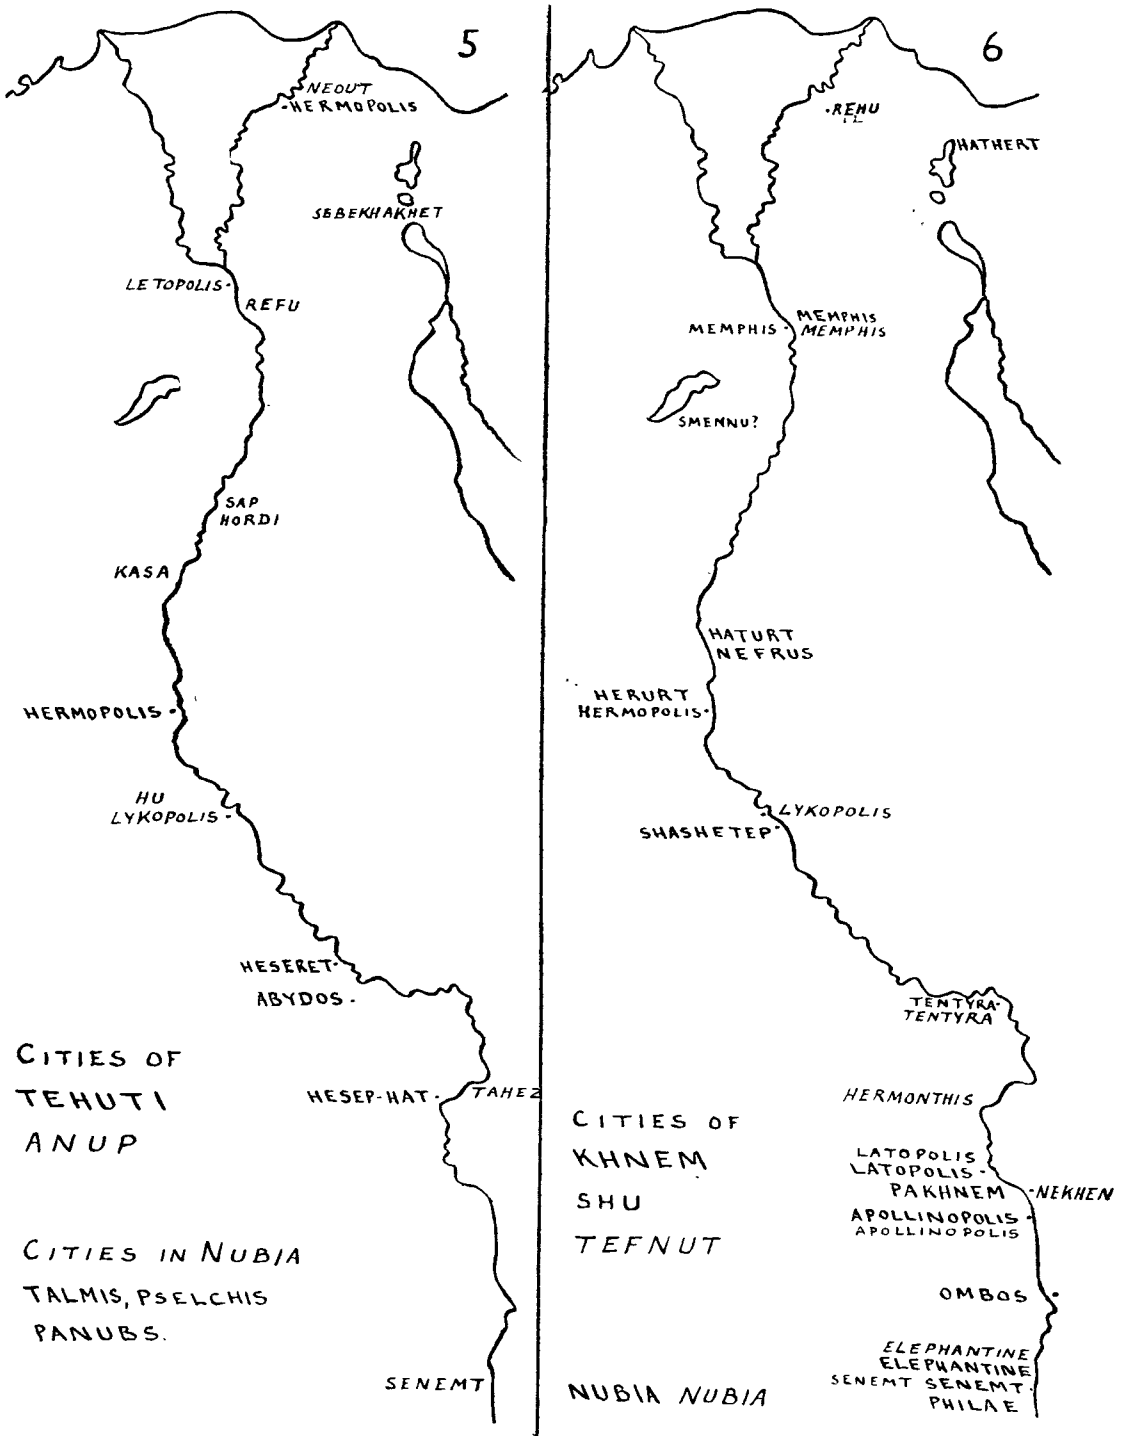 5
NEOUT
HERMOPOLIS
SEBEKHAKHET
LETOPOLIS
REFU
SAP
HORDI
KASA
HERMOPOLIS
HU
LYKOPOLIS
HESERET
ABYDOS
HESEP-HAT
TAHEZ
CITIES OF
TEHUTI
ANUP
CITIES IN NUBIA
TALMIS, PSELCHIS
PANUBS.
SENEMT
6
REHU
HATHERT
MEMPHIS
MEMPHIS
MEMPHIS
SMENNU?
HATURT
NEFRUS
HERURT
HERMOPOLIS
LYKOPOLIS
SHASHETEP
TENTYRA
TENTYRA
HERMONTHIS
LATOPOLIS
LATOPOLIS
PAKHNEM
NEKHEN
APOLLINOPOLIS
APOLLINOPOLIS
OMBOS
ELEPHANTINE
ELEPHANTINE
SENEMT SENEMT
PHILAE
CITIES OF
KHNEM
SHU
TEFNUT
NUBIA NUBIA